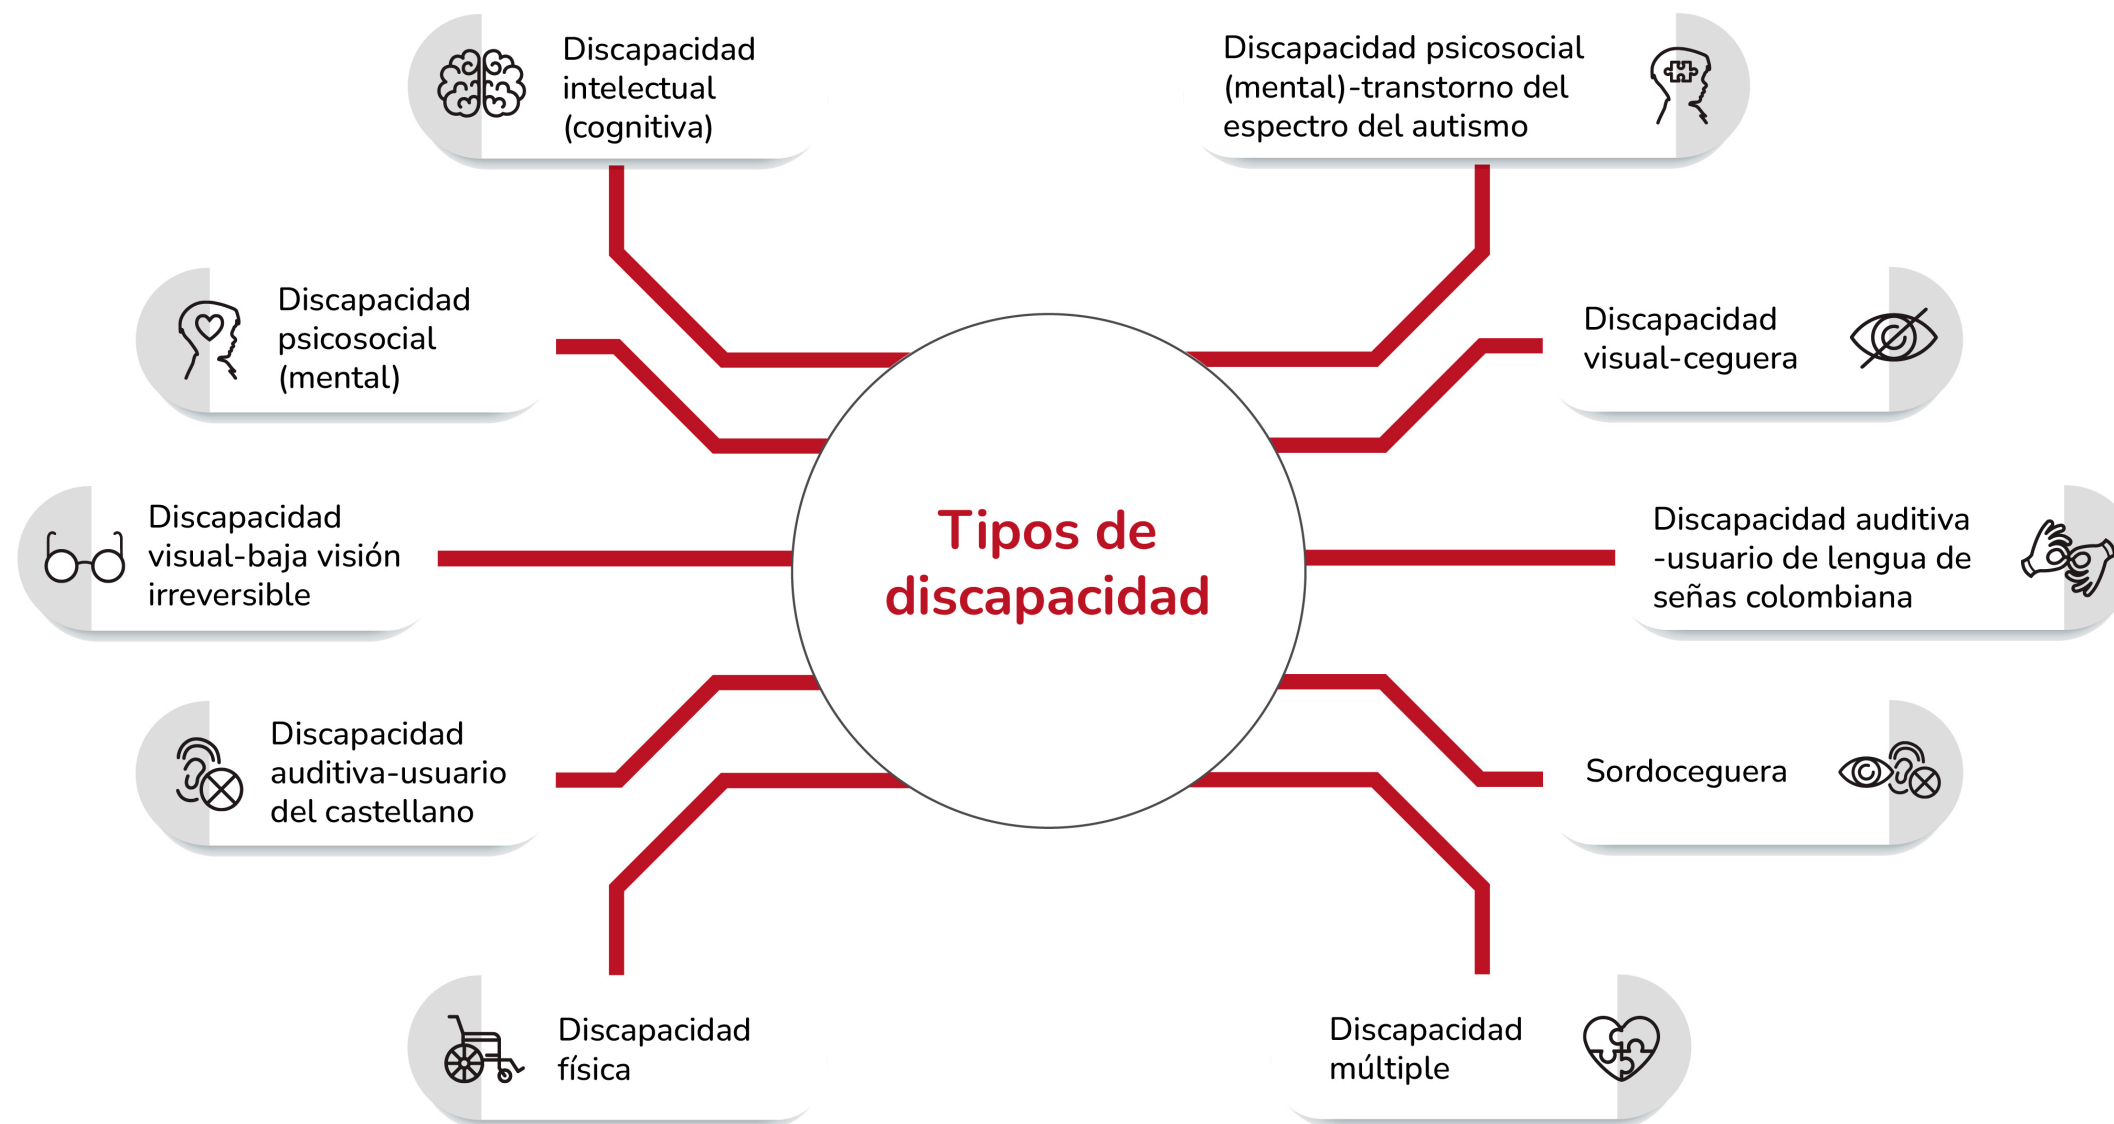 Discapacidad
intelectual
(cognitiva)
Discapacidad psicosocial
(mental)-transtorno del
espectro del autismo
Discapacidad
psicosocial
(mental)
Discapacidad
visual-ceguera
Discapacidad
visual-baja visión
irreversible
Tipos de
discapacidad
Discapacidad auditiva
-usuario de lengua de
señas colombiana
Discapacidad
auditiva-usuario
del castellano
Sordoceguera
Discapacidad
física
Discapacidad
múltiple